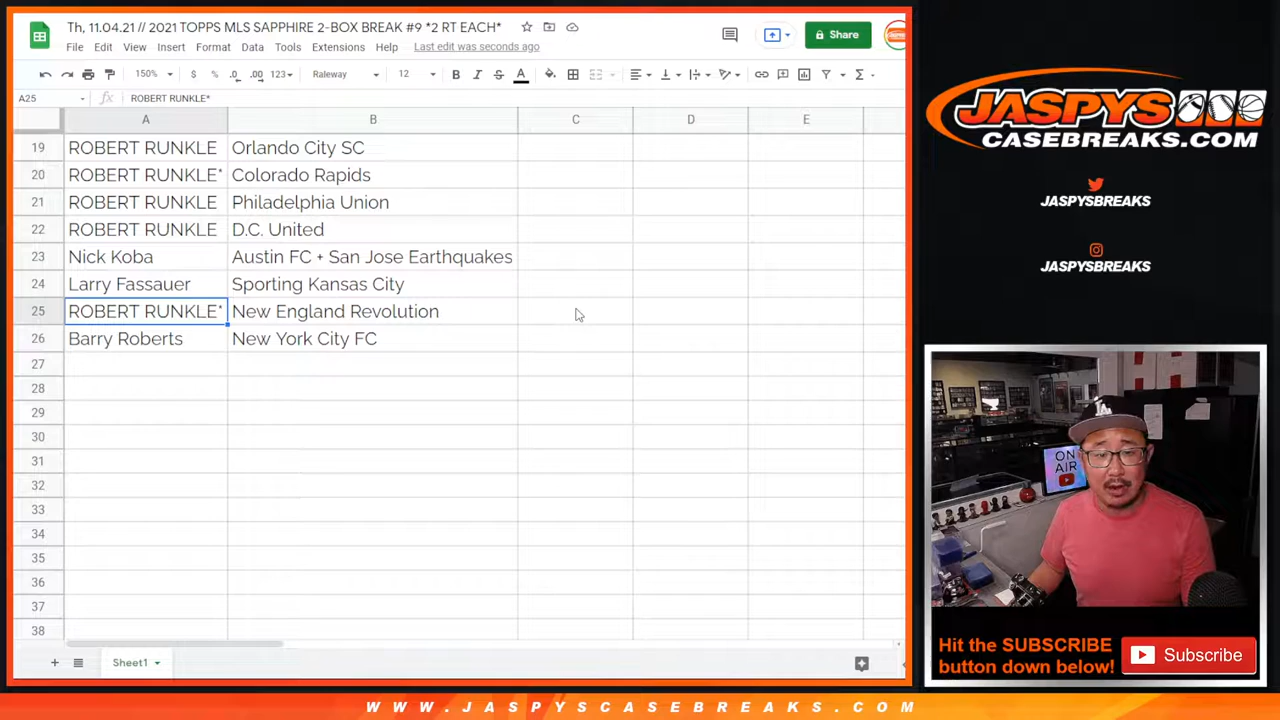 Th, 11.04.21 // 2021 TOPPS MLS SAPPHIRE 2-BOX BREAK #9 *2 RT EACH*
File Edit View Insert Format Data Tools Extensions Help Last edit was seconds ago
Share
150% $ % .0 .00 123 Raleway 12 B I S A
A25 fx ROBERT RUNKLE*
A B C D E
19 ROBERT RUNKLE Orlando City SC
20 ROBERT RUNKLE* Colorado Rapids
21 ROBERT RUNKLE Philadelphia Union
22 ROBERT RUNKLE D.C. United
23 Nick Koba Austin FC + San Jose Earthquakes
24 Larry Fassauer Sporting Kansas City
25 ROBERT RUNKLE* New England Revolution
26 Barry Roberts New York City FC
27
28
29
30
31
32
33
34
35
36
37
38
Sheet1
JASPYS
CASEBREAKS.COM
JASPYSBREAKS
JASPYSBREAKS
ON
AIR
LA
Hit the SUBSCRIBE
button down below!
Subscribe
WWW.JASPYSCASEBREAKS.COM